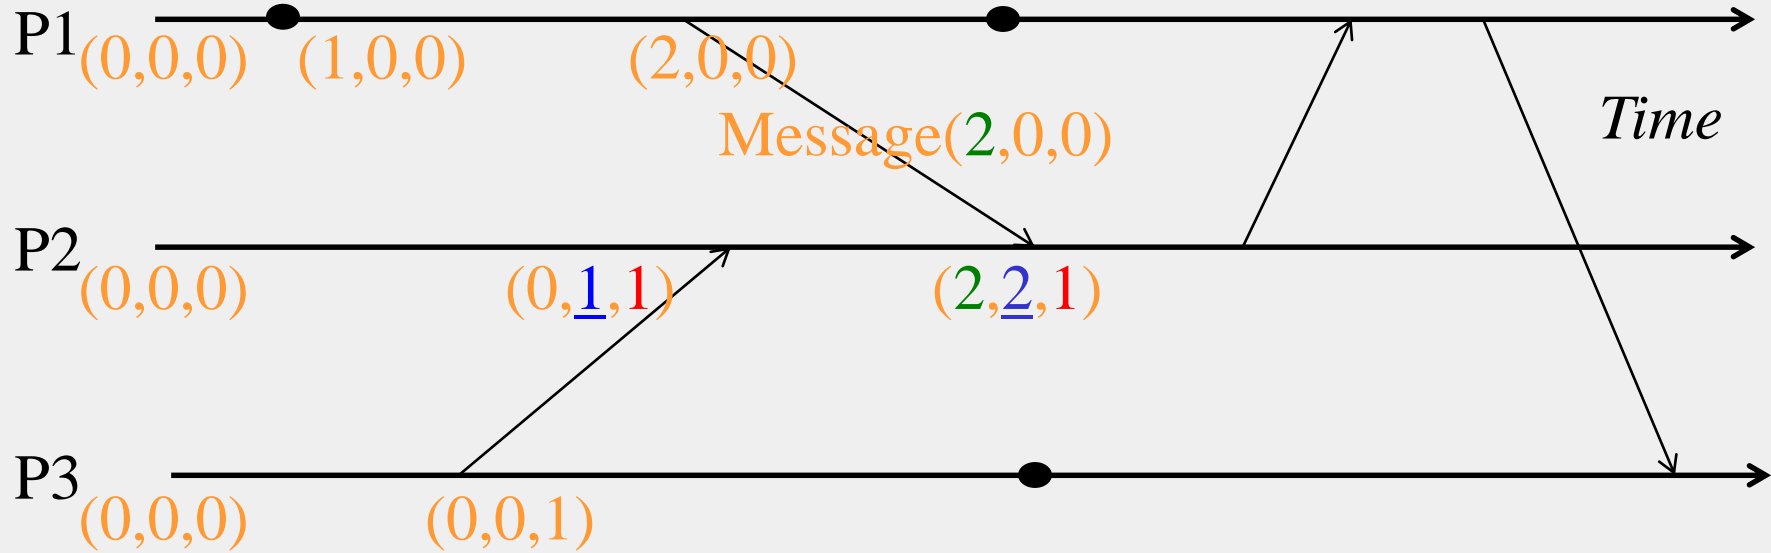 P1
(0,0,0) (1,0,0) (2,0,0)
Message(2,0,0)
Time
P2
(0,0,0) (0,1,1) (2,2,1)
P3
(0,0,0) (0,0,1)